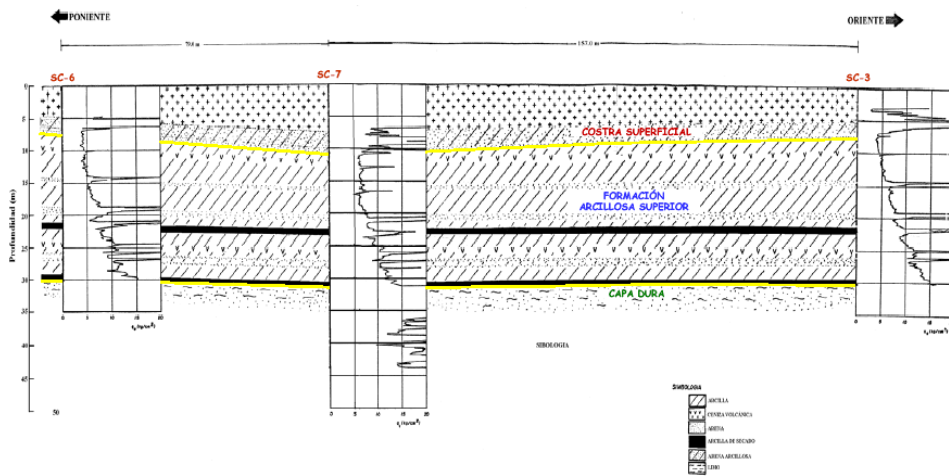 PONIENTE
ORIENTE
157.0 m
SC-6
SC-7
SC-3
0
5
10
15
20
25
30
35
40
45
50
Profundidad (m)
COSTRA SUPERFICIAL
FORMACIÓN
ARCILLOSA SUPERIOR
CAPA DURA
SIBOLOGIA
0 5 10 15 20
SIMBOLOGIA
ARCILLA
CENIZA VOLCÁNICA
ARENA
ARCILLA DE SECADO
ARENA ARCILLOSA
LIMO